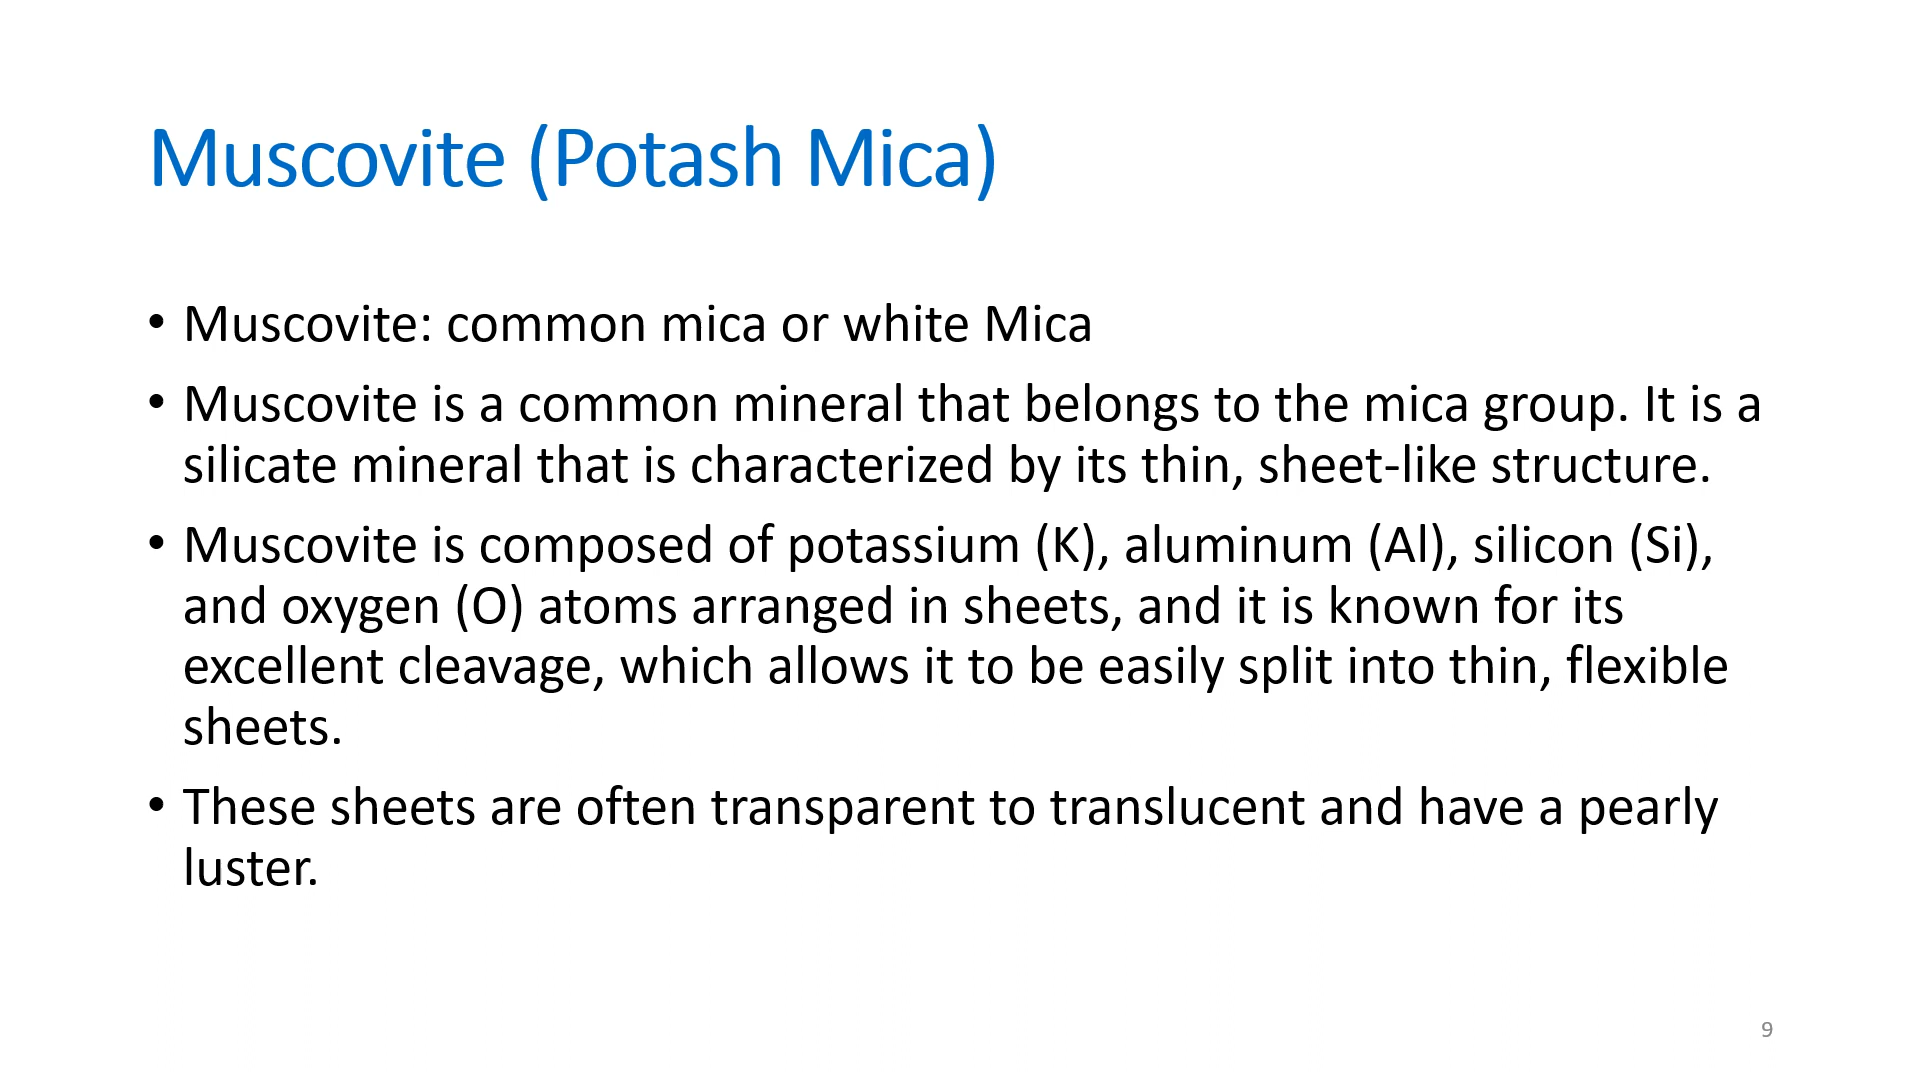 Muscovite (Potash Mica)
• Muscovite: common mica or white Mica
• Muscovite is a common mineral that belongs to the mica group. It is a
silicate mineral that is characterized by its thin, sheet-like structure.
• Muscovite is composed of potassium (K), aluminum (Al), silicon (Si),
and oxygen (O) atoms arranged in sheets, and it is known for its
excellent cleavage, which allows it to be easily split into thin, flexible
sheets.
• These sheets are often transparent to translucent and have a pearly
luster.
9